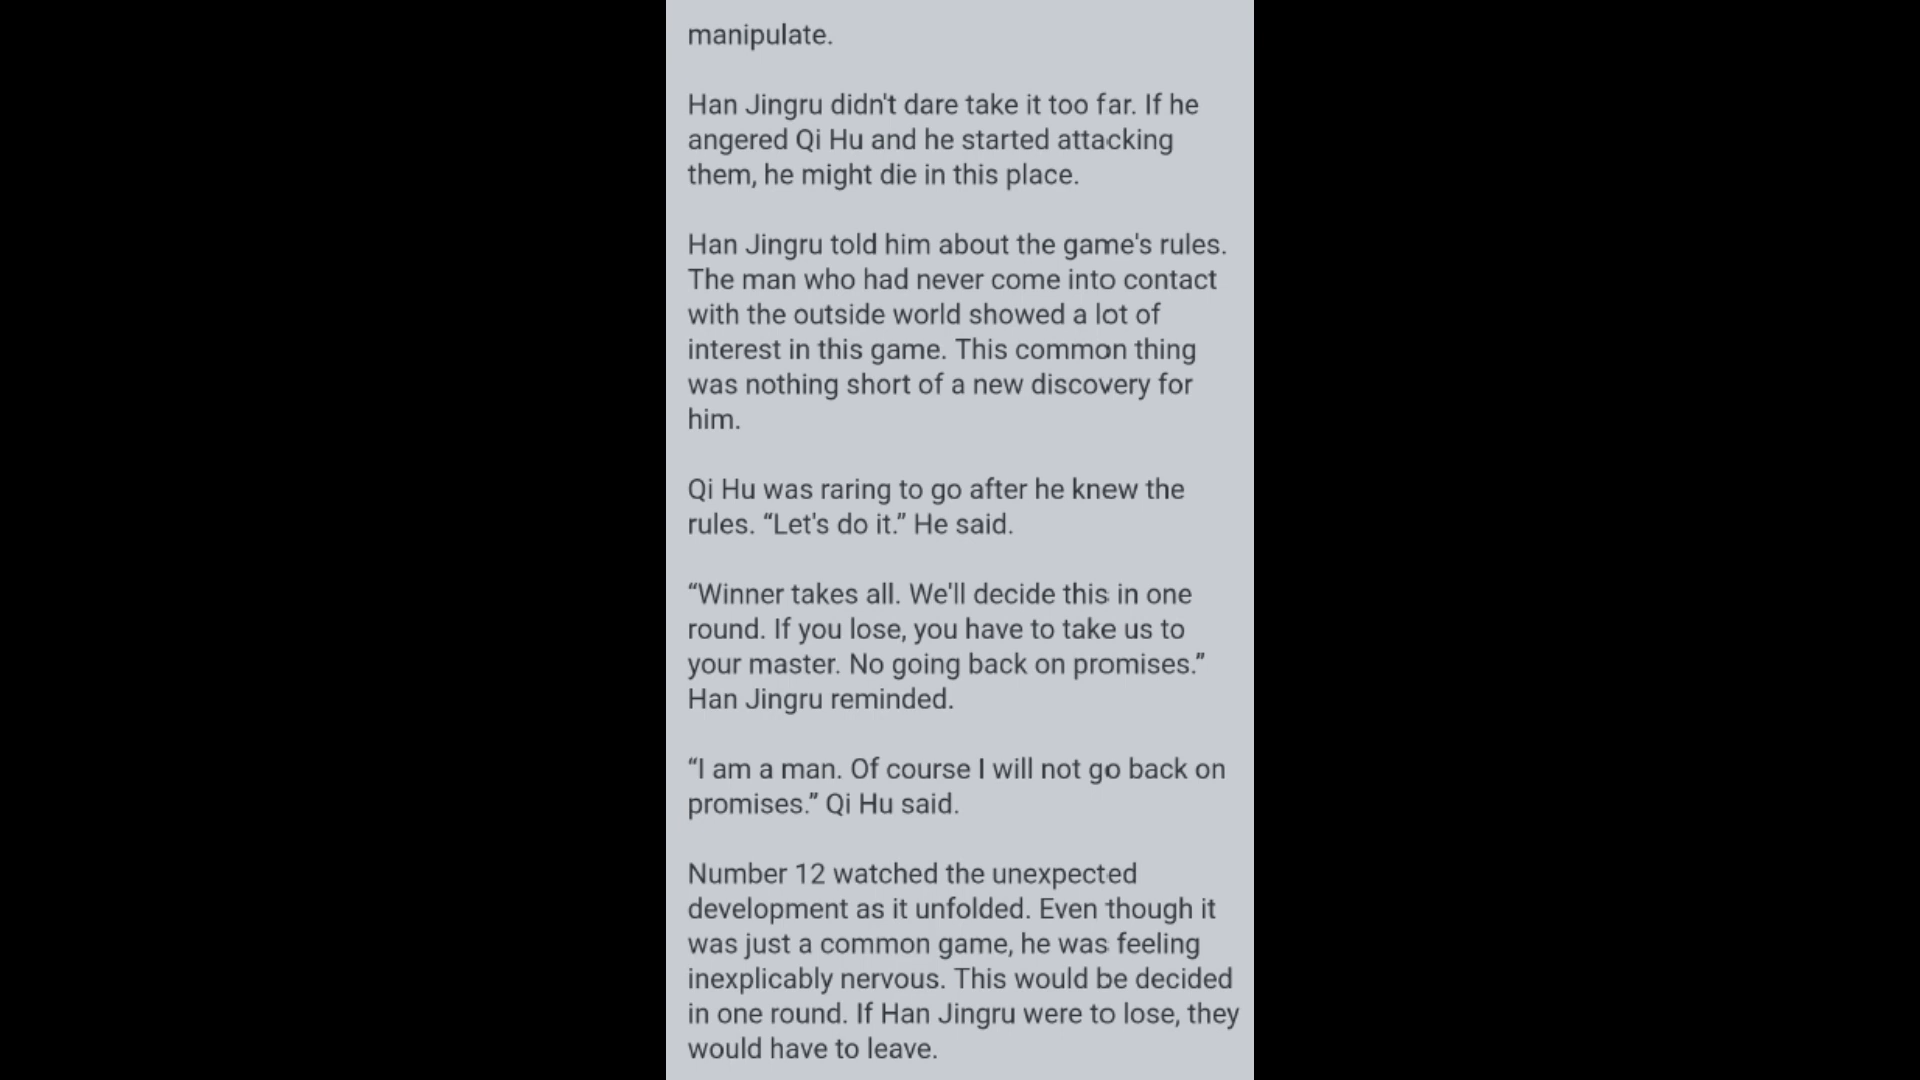 manipulate.
Han Jingru didn't dare take it too far. If he
angered Qi Hu and he started attacking
them, he might die in this place.
Han Jingru told him about the game's rules.
The man who had never come into contact
with the outside world showed a lot of
interest in this game. This common thing
was nothing short of a new discovery for
him.
Qi Hu was raring to go after he knew the
rules. “Let's do it.” He said.
“Winner takes all. We'll decide this in one
round. If you lose, you have to take us to
your master. No going back on promises.”
Han Jingru reminded.
“I am a man. Of course I will not go back on
promises.” Qi Hu said.
Number 12 watched the unexpected
development as it unfolded. Even though it
was just a common game, he was feeling
inexplicably nervous. This would be decided
in one round. If Han Jingru were to lose, they
would have to leave.